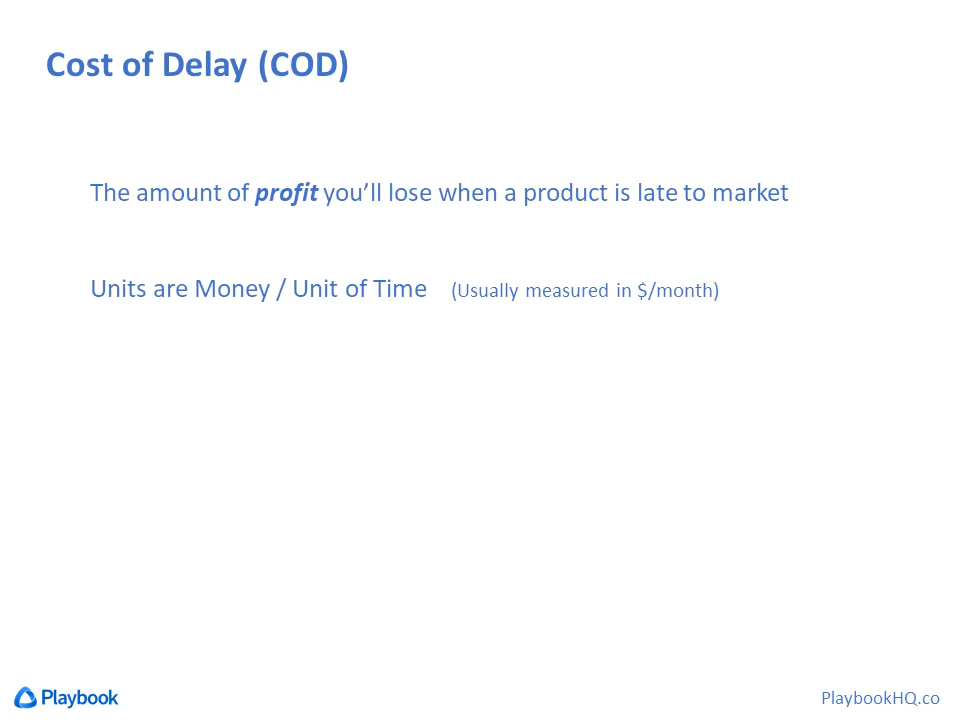 Cost of Delay (COD)
The amount of profit you’ll lose when a product is late to market
Units are Money / Unit of Time (Usually measured in $/month)
Playbook
PlaybookHQ.co